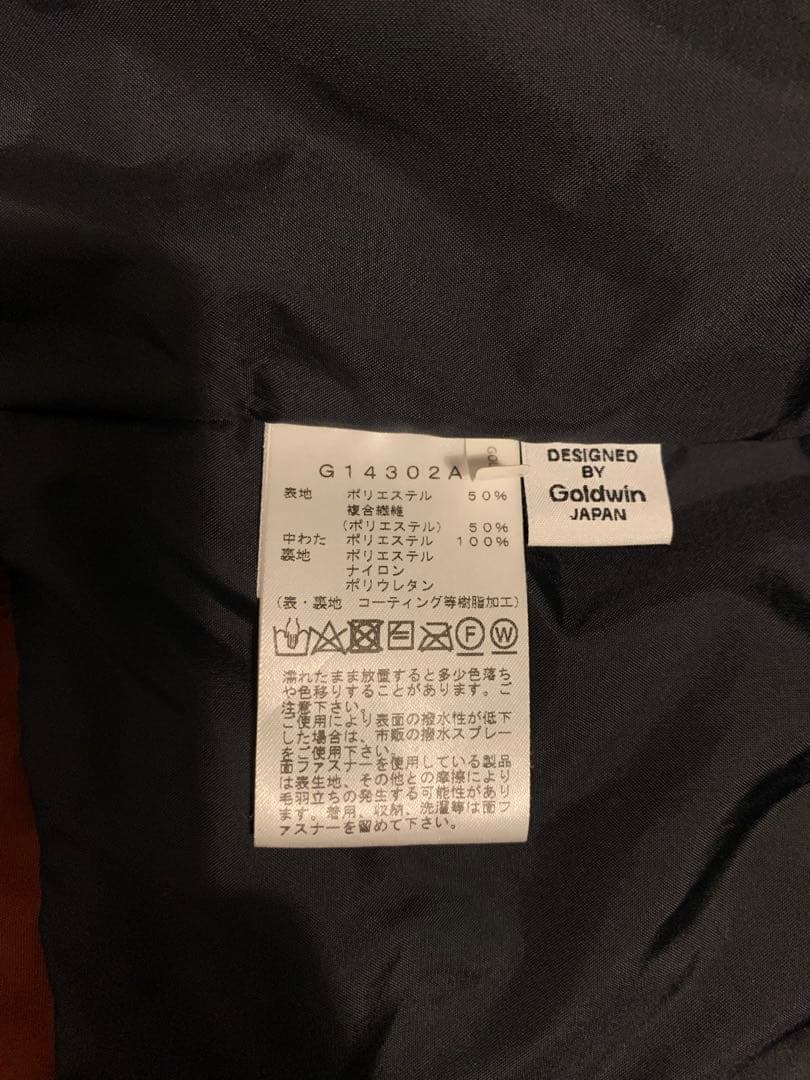 G14302A
表地 ポリエステル 50%
複合繊維
(ポリエステル) 50%
中わた ポリエステル 100%
裏地 ポリエステル
ナイロン
ポリウレタン
(表・裏地 コーティング等樹脂加工)
F W
濡れたまま放置すると多少色落ち
や色移りすることがあります。ご
注意下さい。
ご使用により表面の撥水性が低下
した場合は、市販の撥水スプレー
をご使用下さい。
面ファスナーを使用している製品
は表生地、その他との摩擦により
毛羽立ちの発生する可能性があり
ます。着用、収納、洗濯等は面フ
ァスナーを留めて下さい。
DESIGNED
BY
Goldwin
JAPAN